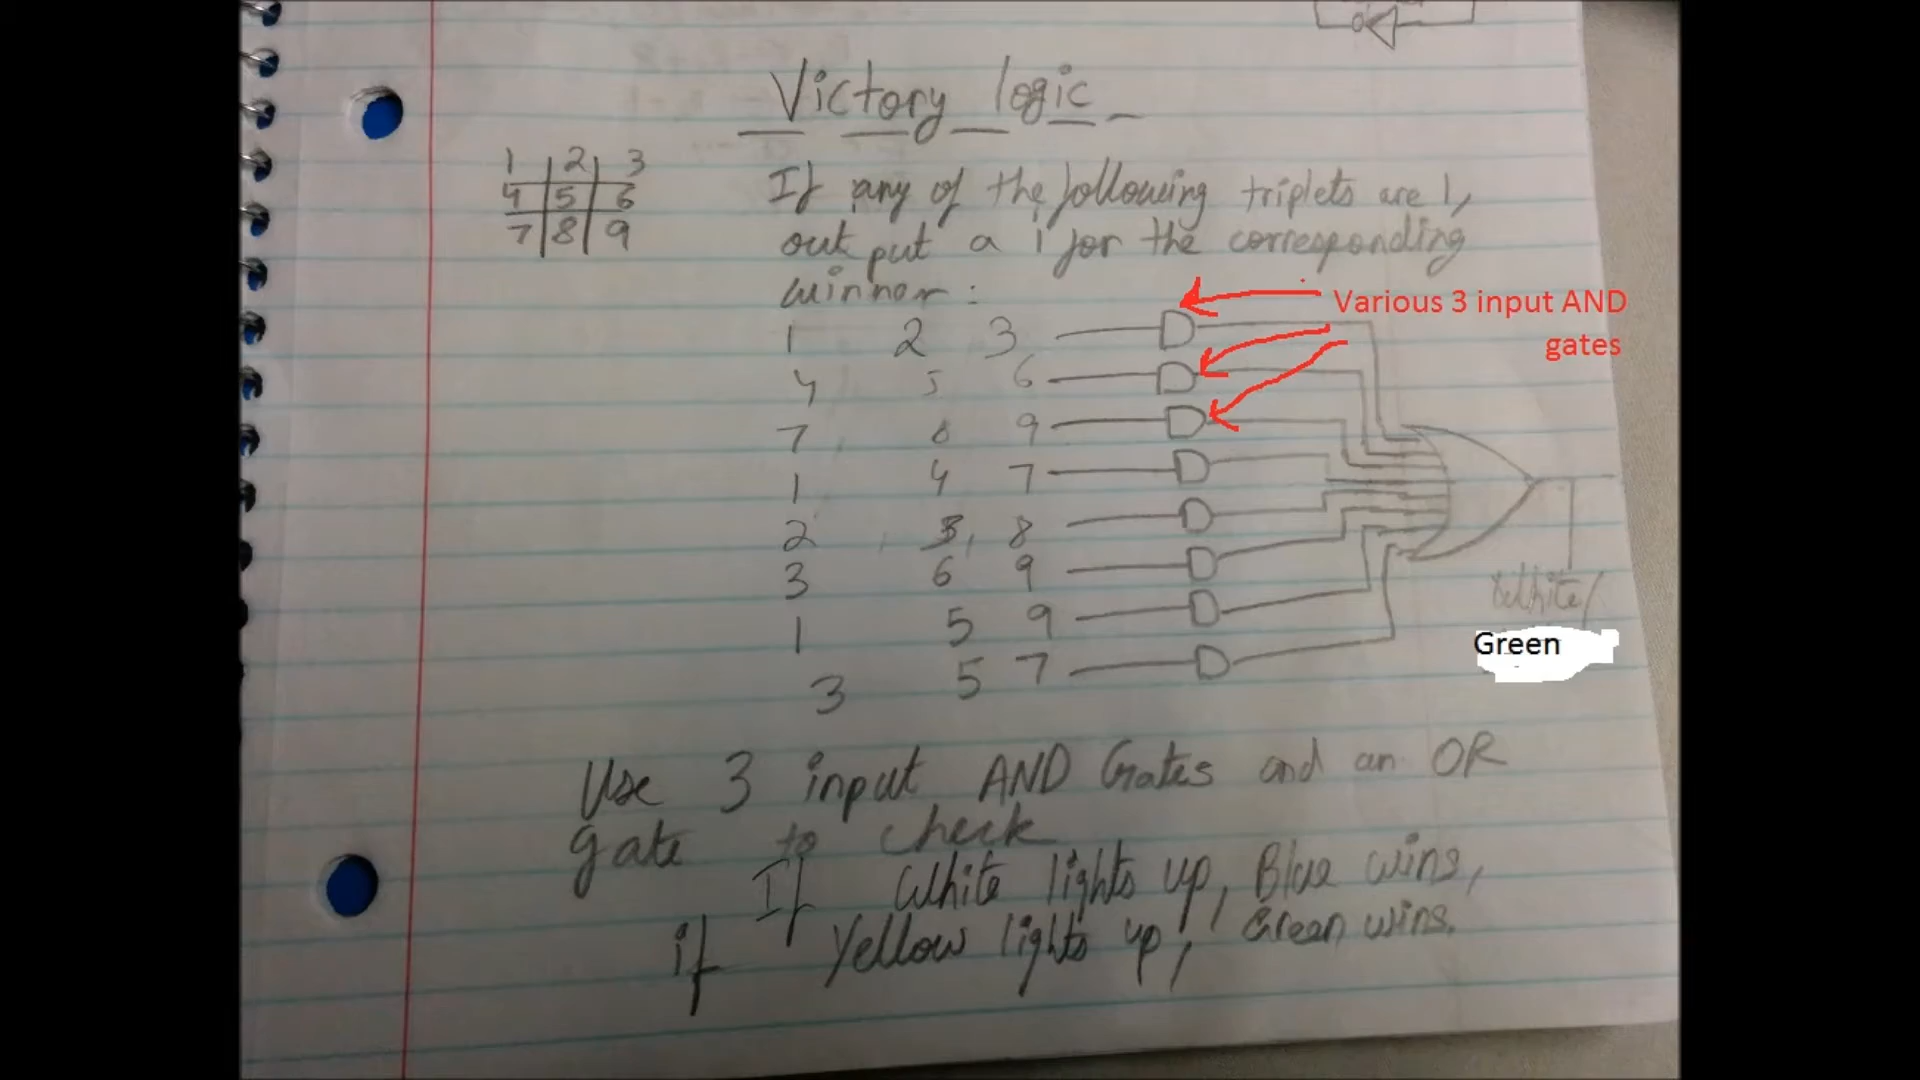 Victory logic
1 2 3
4 5 6
7 8 9
If any of the following triplets are 1,
output a 1 for the corresponding
winner:
Various 3 input AND
gates
1 2 3
4 5 6
7 8 9
1 4 7
2 , 8
3 6 9
1 5 9
3 5 7
White/
Green
Use 3 input AND Gates and an OR
gate to check
If White lights up, Blue wins,
if Yellow lights up, Green wins.